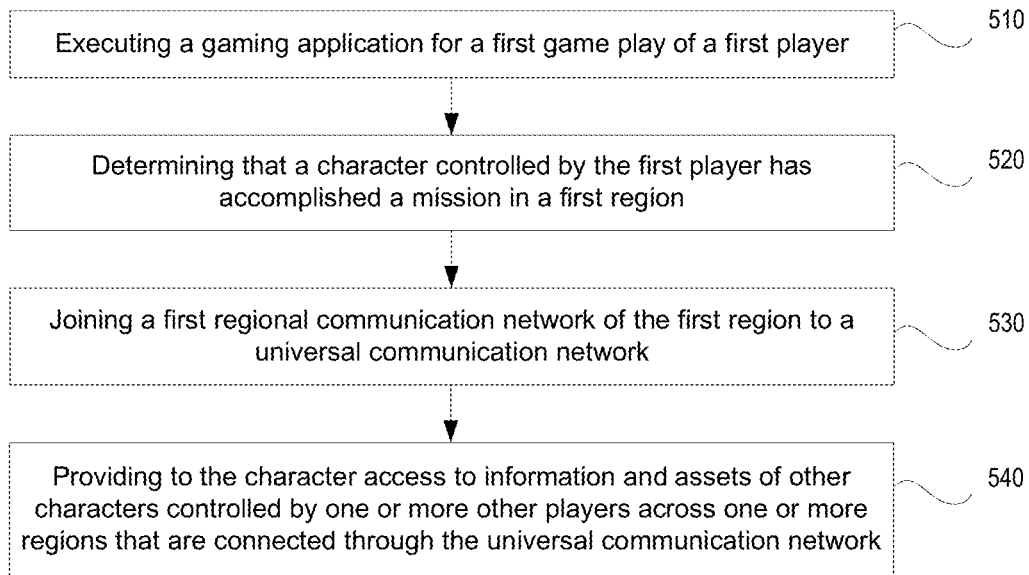 Executing a gaming application for a first game play of a first player
510
Determining that a character controlled by the first player has
accomplished a mission in a first region
520
Joining a first regional communication network of the first region to a
universal communication network
530
Providing to the character access to information and assets of other
characters controlled by one or more other players across one or more
regions that are connected through the universal communication network
540